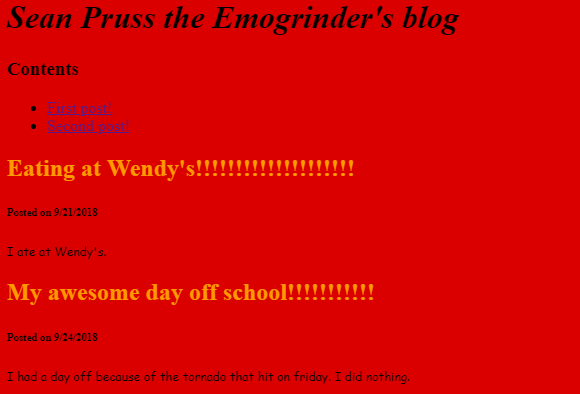 Sean Pruss the Emogrinder's blog
Contents
First post!
Second post!
Eating at Wendy's!!!!!!!!!!!!!!!!!!!!
Posted on 9/21/2018
I ate at Wendy's.
My awesome day off school!!!!!!!!!!!
Posted on 9/24/2018
I had a day off because of the tornado that hit on friday. I did nothing.